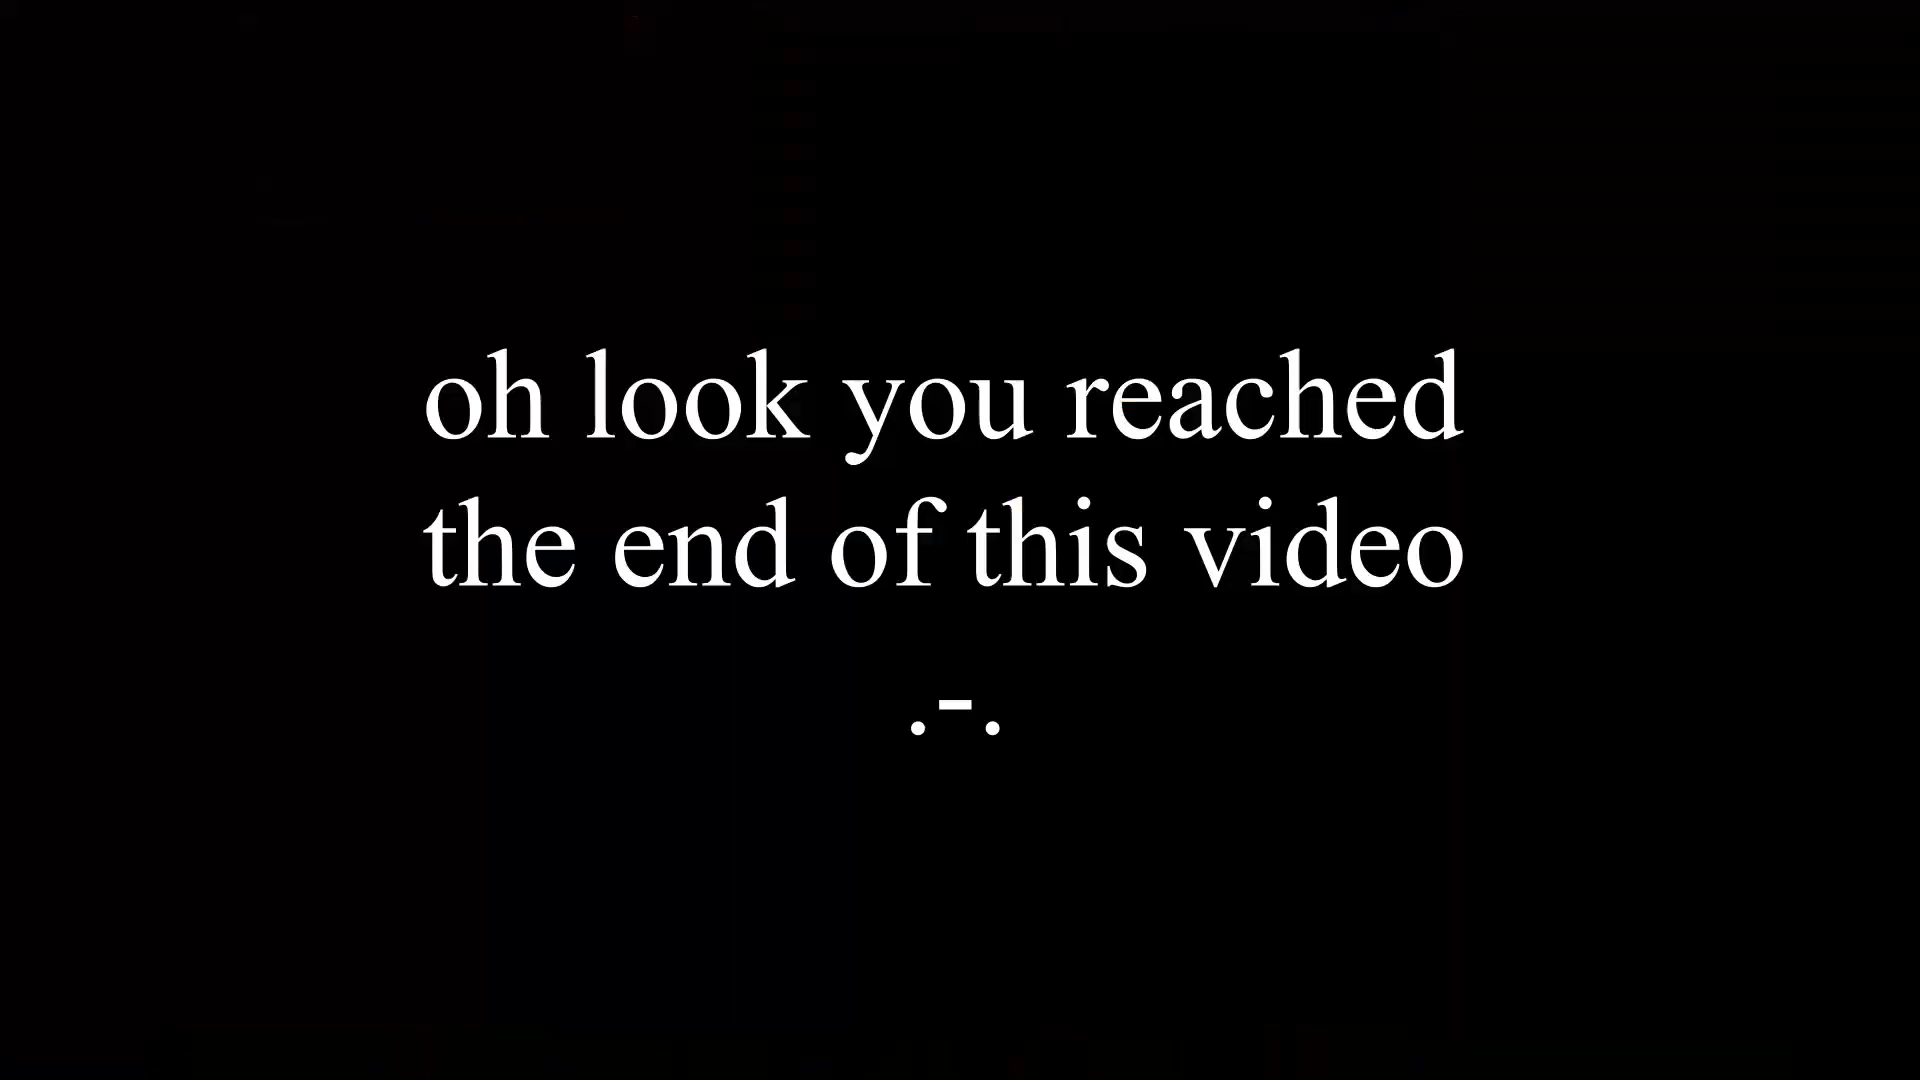 oh look you reached
the end of this video
.-.